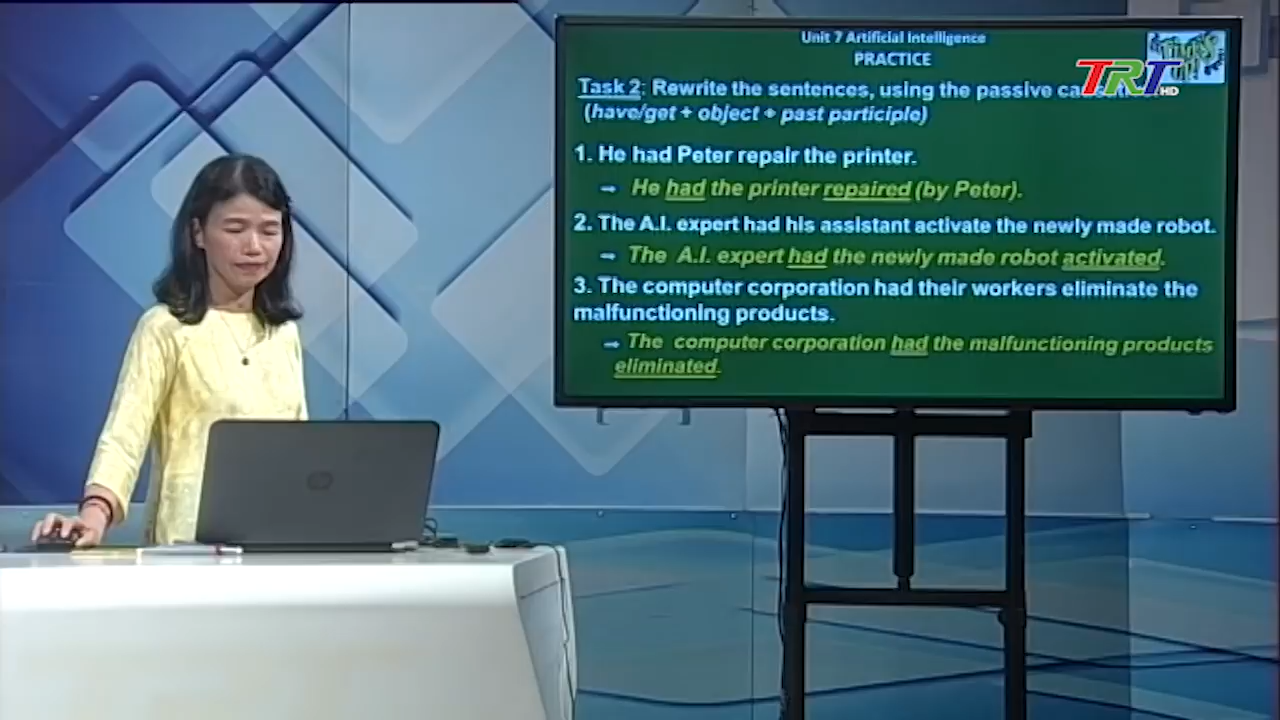 Unit 7 Artificial Intelligence
PRACTICE
TIME'S UP!
TRT HD
Task 2: Rewrite the sentences, using the passive
(have/get + object + past participle)
1. He had Peter repair the printer.
→ He had the printer repaired (by Peter).
2. The A.I. expert had his assistant activate the newly made robot.
→ The A.I. expert had the newly made robot activated.
3. The computer corporation had their workers eliminate the
malfunctioning products.
→ The computer corporation had the malfunctioning products
eliminated.
hp